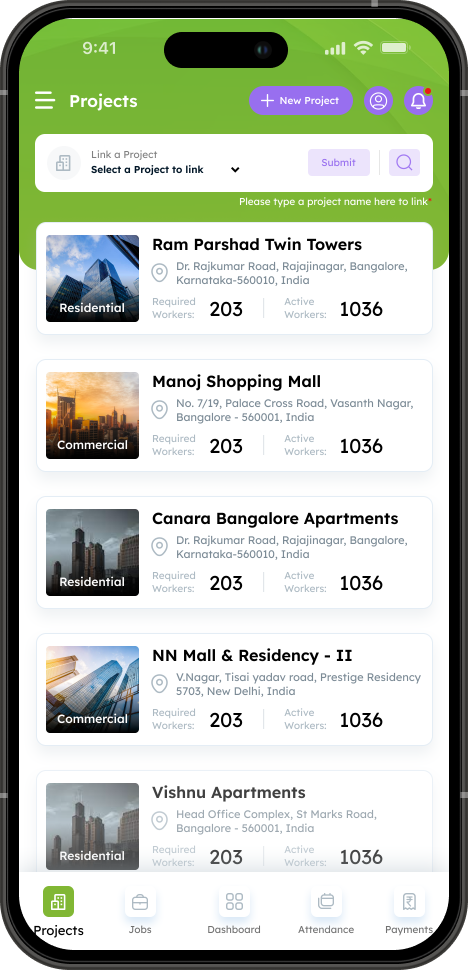 9:41
Projects
New Project
Link a Project
Select a Project to link
Submit
Please type a project name here to link*
Ram Parshad Twin Towers
Dr. Rajkumar Road, Rajajinagar, Bangalore,
Karnataka-560010, India
Residential
Required
Workers:
203
Active
Workers:
1036
Manoj Shopping Mall
No. 7/19, Palace Cross Road, Vasanth Nagar,
Bangalore - 560001, India
Commercial
Required
Workers:
203
Active
Workers:
1036
Canara Bangalore Apartments
Dr. Rajkumar Road, Rajajinagar, Bangalore,
Karnataka-560010, India
Residential
Required
Workers:
203
Active
Workers:
1036
NN Mall & Residency - II
V.Nagar, Tisai yadav road, Prestige Residency
5703, New Delhi, India
Commercial
Required
Workers:
203
Active
Workers:
1036
Vishnu Apartments
Head Office Complex, St Marks Road,
Bangalore - 560001, India
Residential
Required
Workers:
203
Active
Workers:
1036
Projects
Jobs
Dashboard
Attendance
Payments